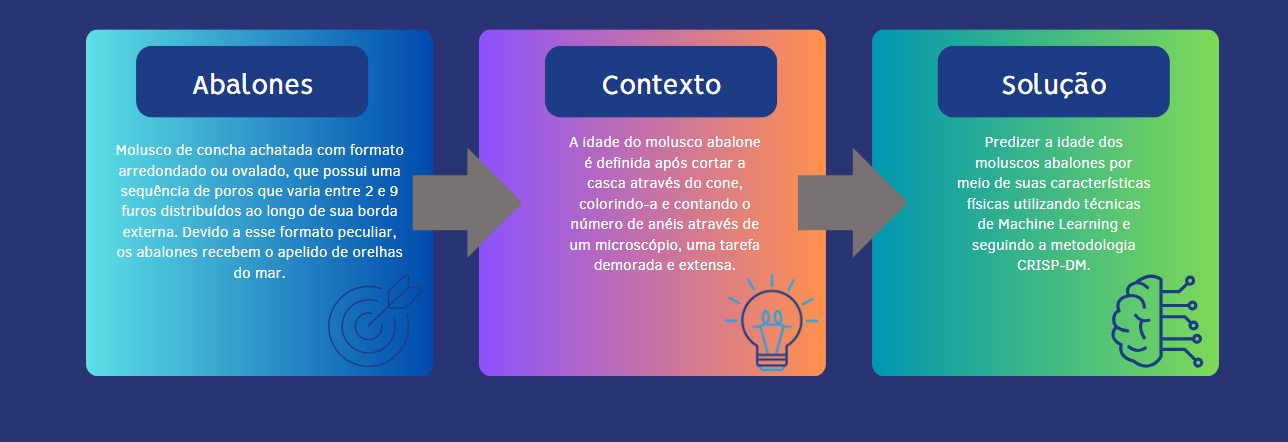 Abalones
Molusco de concha achatada com formato
arredondado ou ovalado, que possui uma
sequência de poros que varia entre 2 e 9
furos distribuídos ao longo de sua borda
externa. Devido a esse formato peculiar,
os abalones recebem o apelido de orelhas
do mar.
Contexto
A idade do molusco abalone
é definida após cortar a
casca através do cone,
colorindo-a e contando o
número de anéis através de
um microscópio, uma tarefa
demorada e extensa.
Solução
Predizer a idade dos
moluscos abalones por
meio de suas características
físicas utilizando técnicas
de Machine Learning e
seguindo a metodologia
CRISP-DM.